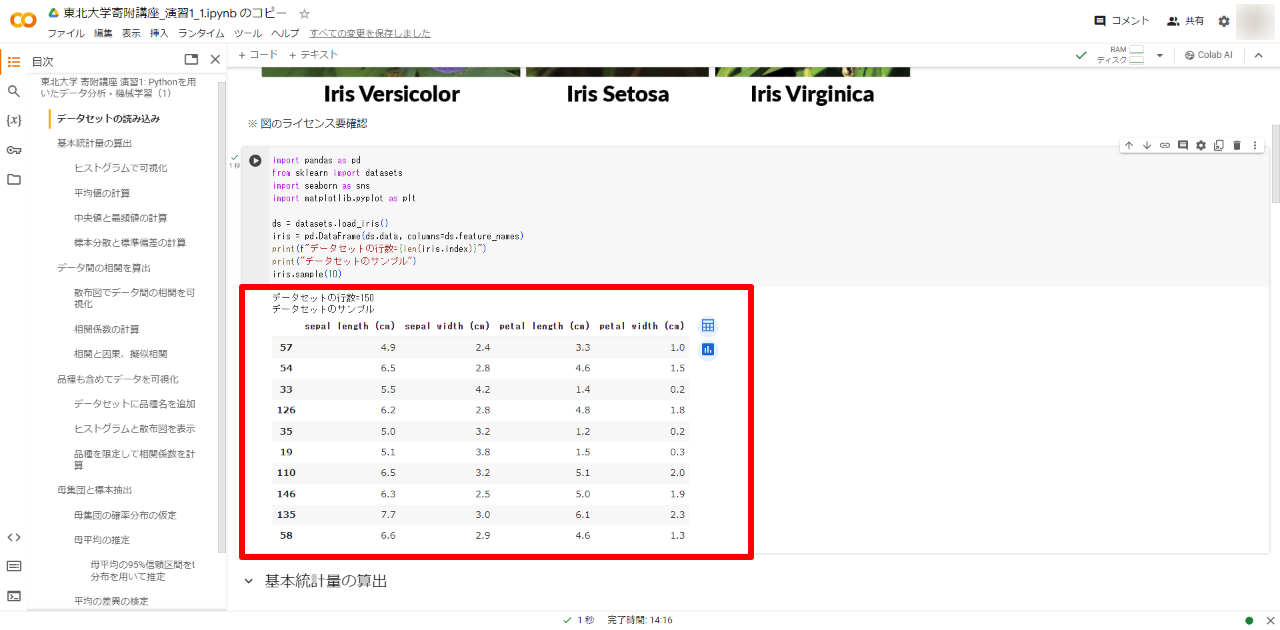 東北大学寄附講座_演習1_1.ipynb のコピー
ファイル 編集 表示 挿入 ランタイム ツール ヘルプ すべての変更を保存しました
コメント 共有
+ コード + テキスト
RAM
ディスク
Colab AI
目次
東北大学 寄附講座 演習1: Pythonを用
いたデータ分析・機械学習（1）
データセットの読み込み
基本統計量の算出
ヒストグラムで可視化
平均値の計算
中央値と最頻値の計算
標本分散と標準偏差の計算
データ間の相関を算出
散布図でデータ間の相関を可
視化
相関係数の計算
相関と因果、擬似相関
品種も含めてデータを可視化
データセットに品種名を追加
ヒストグラムと散布図を表示
品種を限定して相関係数を計
算
母集団と標本抽出
母集団の確率分布の仮定
母平均の推定
母平均の95%信頼区間をt
分布を用いて推定
平均の差異の検定
Iris Versicolor Iris Setosa Iris Virginica
※ 図のライセンス要確認
1 秒
import pandas as pd
from sklearn import datasets
import seaborn as sns
import matplotlib.pyplot as plt
ds = datasets.load_iris()
iris = pd.DataFrame(ds.data, columns=ds.feature_names)
print(f"データセットの行数={len(iris.index)}")
print("データセットのサンプル")
iris.sample(10)
データセットの行数=150
データセットのサンプル
sepal length (cm) sepal width (cm) petal length (cm) petal width (cm)
57 4.9 2.4 3.3 1.0
54 6.5 2.8 4.6 1.5
33 5.5 4.2 1.4 0.2
126 6.2 2.8 4.8 1.8
35 5.0 3.2 1.2 0.2
19 5.1 3.8 1.5 0.3
110 6.5 3.2 5.1 2.0
146 6.3 2.5 5.0 1.9
135 7.7 3.0 6.1 2.3
58 6.6 2.9 4.6 1.3
基本統計量の算出
1 秒 完了時間: 14:16